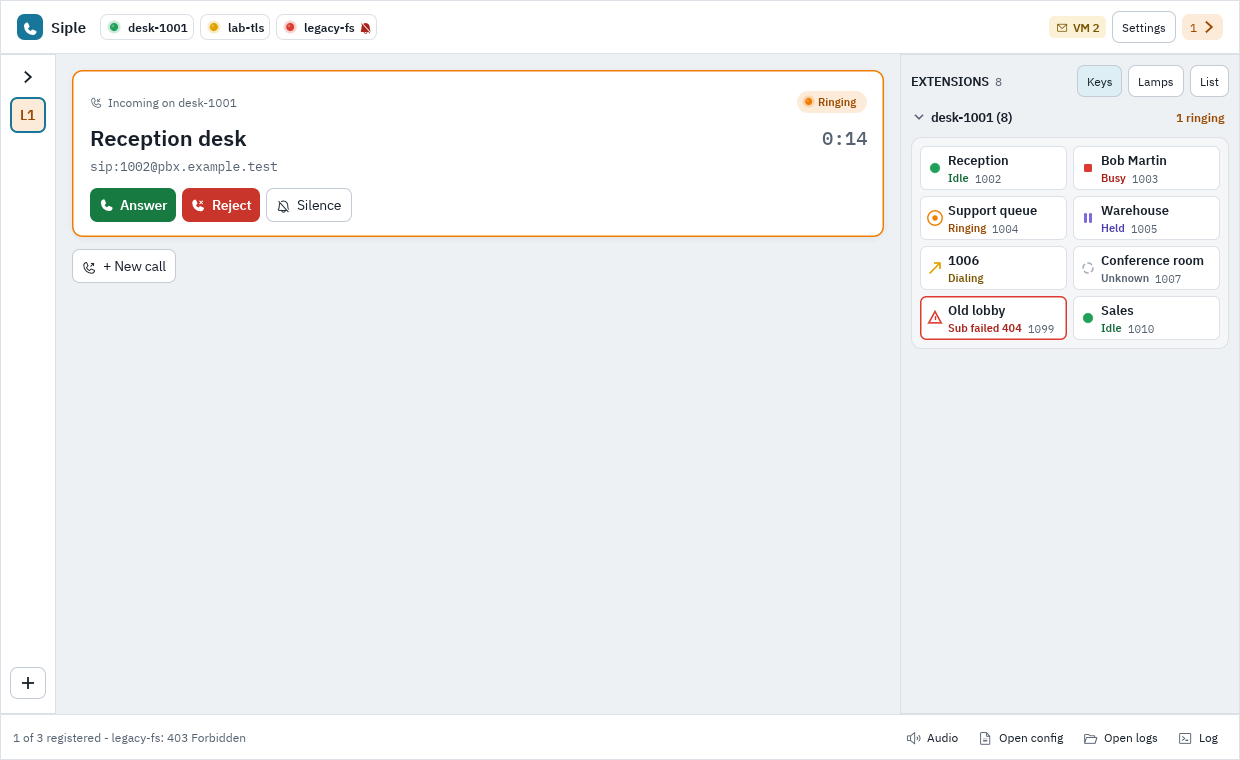 Siple
desk-1001
lab-tls
legacy-fs
VM 2
Settings
1
L1
Incoming on desk-1001
Ringing
Reception desk
0:14
sip:1002@pbx.example.test
Answer
Reject
Silence
+ New call
EXTENSIONS 8
Keys
Lamps
List
desk-1001 (8)
1 ringing
Reception
Idle 1002
Bob Martin
Busy 1003
Support queue
Ringing 1004
Warehouse
Held 1005
1006
Dialing
Conference room
Unknown 1007
Old lobby
Sub failed 404 1099
Sales
Idle 1010
1 of 3 registered - legacy-fs: 403 Forbidden
Audio
Open config
Open logs
Log